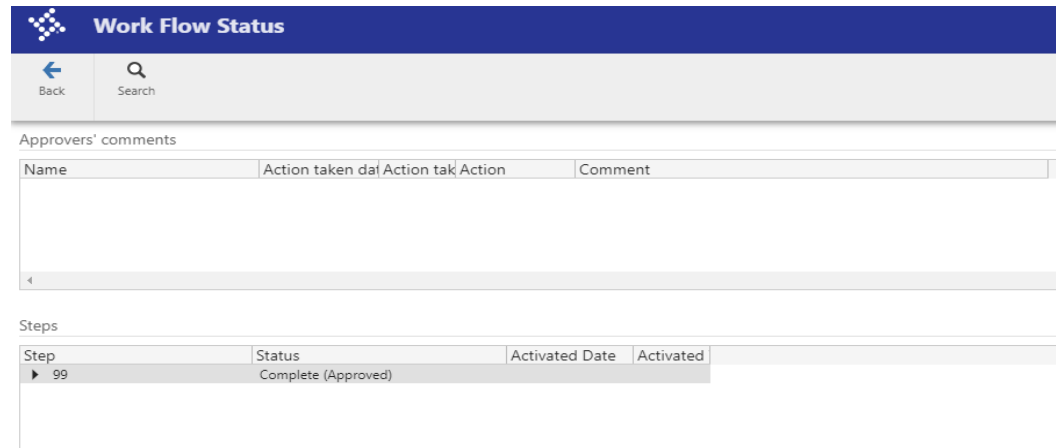 Work Flow Status
Back Search
Approvers' comments
Name Action taken dat Action tak Action Comment
Steps
Step Status Activated Date Activated
99 Complete (Approved)